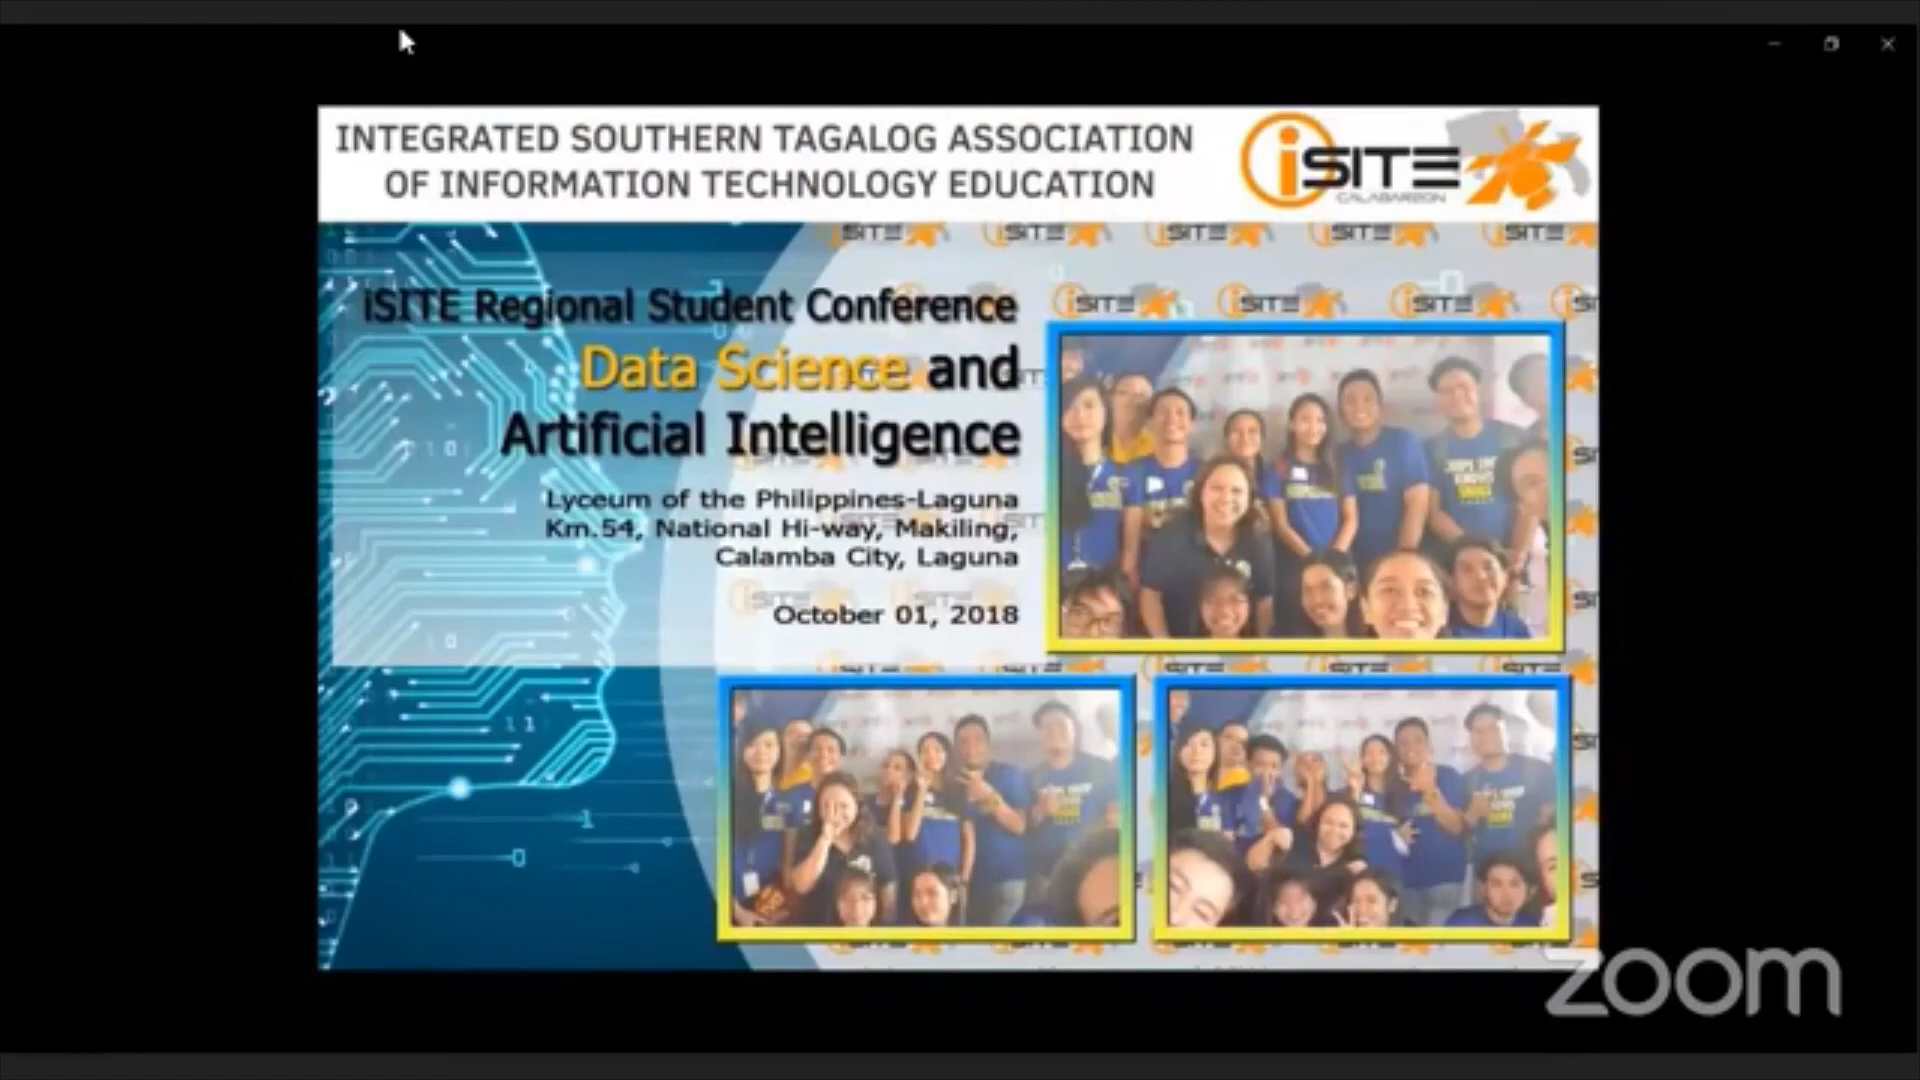 INTEGRATED SOUTHERN TAGALOG ASSOCIATION
OF INFORMATION TECHNOLOGY EDUCATION
iSITE
CALABARZON
iSITE Regional Student Conference
Data Science and
Artificial Intelligence
Lyceum of the Philippines-Laguna
Km.54, National Hi-way, Makiling,
Calamba City, Laguna
October 01, 2018
zoom